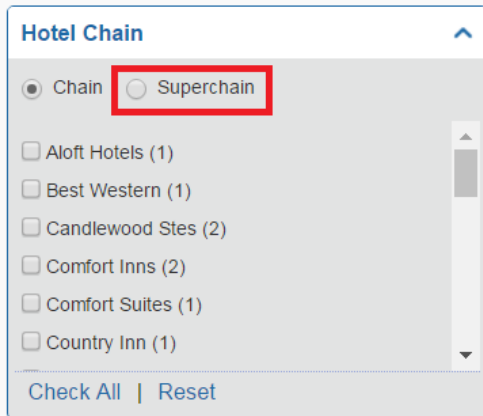 Hotel Chain
Chain Superchain
Aloft Hotels (1)
Best Western (1)
Candlewood Stes (2)
Comfort Inns (2)
Comfort Suites (1)
Country Inn (1)
Check All | Reset